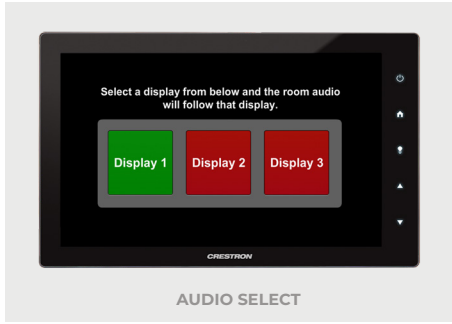 Select a display from below and the room audio
will follow that display.
Display 1 Display 2 Display 3
CRESTRON
AUDIO SELECT